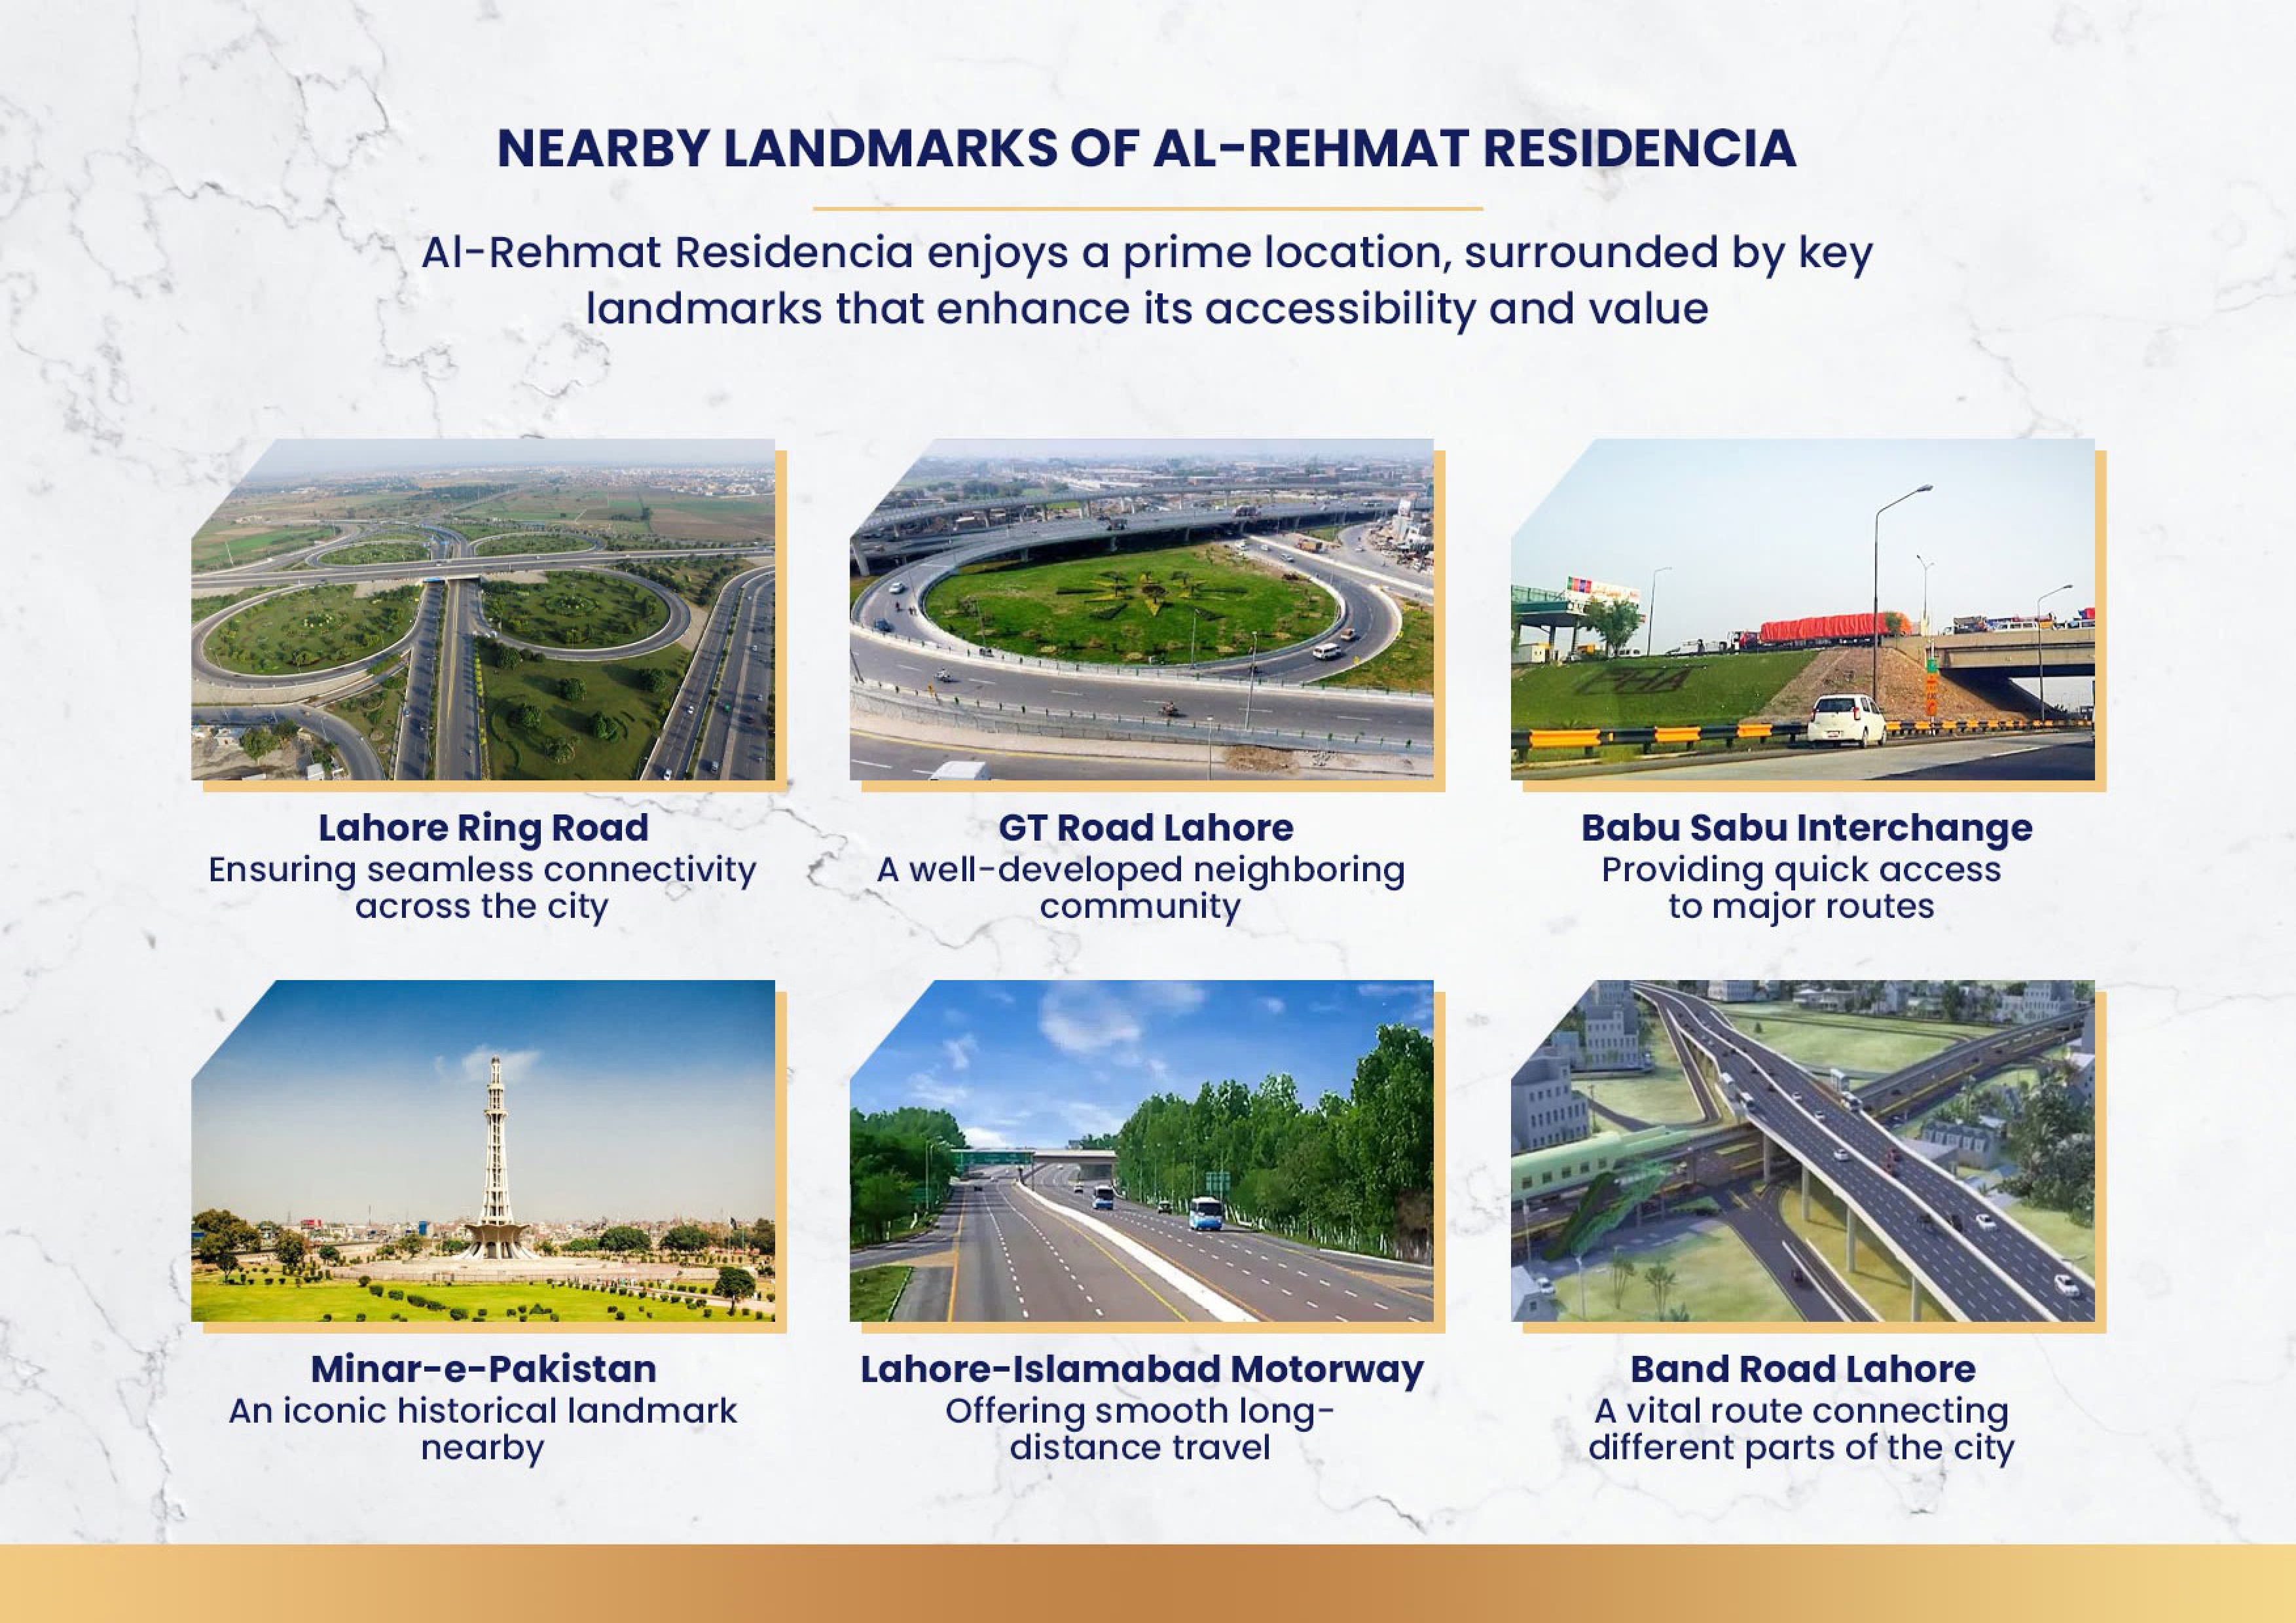 NEARBY LANDMARKS OF AL-REHMAT RESIDENCIA
Al-Rehmat Residencia enjoys a prime location, surrounded by key
landmarks that enhance its accessibility and value
PHA
Lahore Ring Road
Ensuring seamless connectivity
across the city
GT Road Lahore
A well-developed neighboring
community
Babu Sabu Interchange
Providing quick access
to major routes
Minar-e-Pakistan
An iconic historical landmark
nearby
Lahore-Islamabad Motorway
Offering smooth long-
distance travel
Band Road Lahore
A vital route connecting
different parts of the city